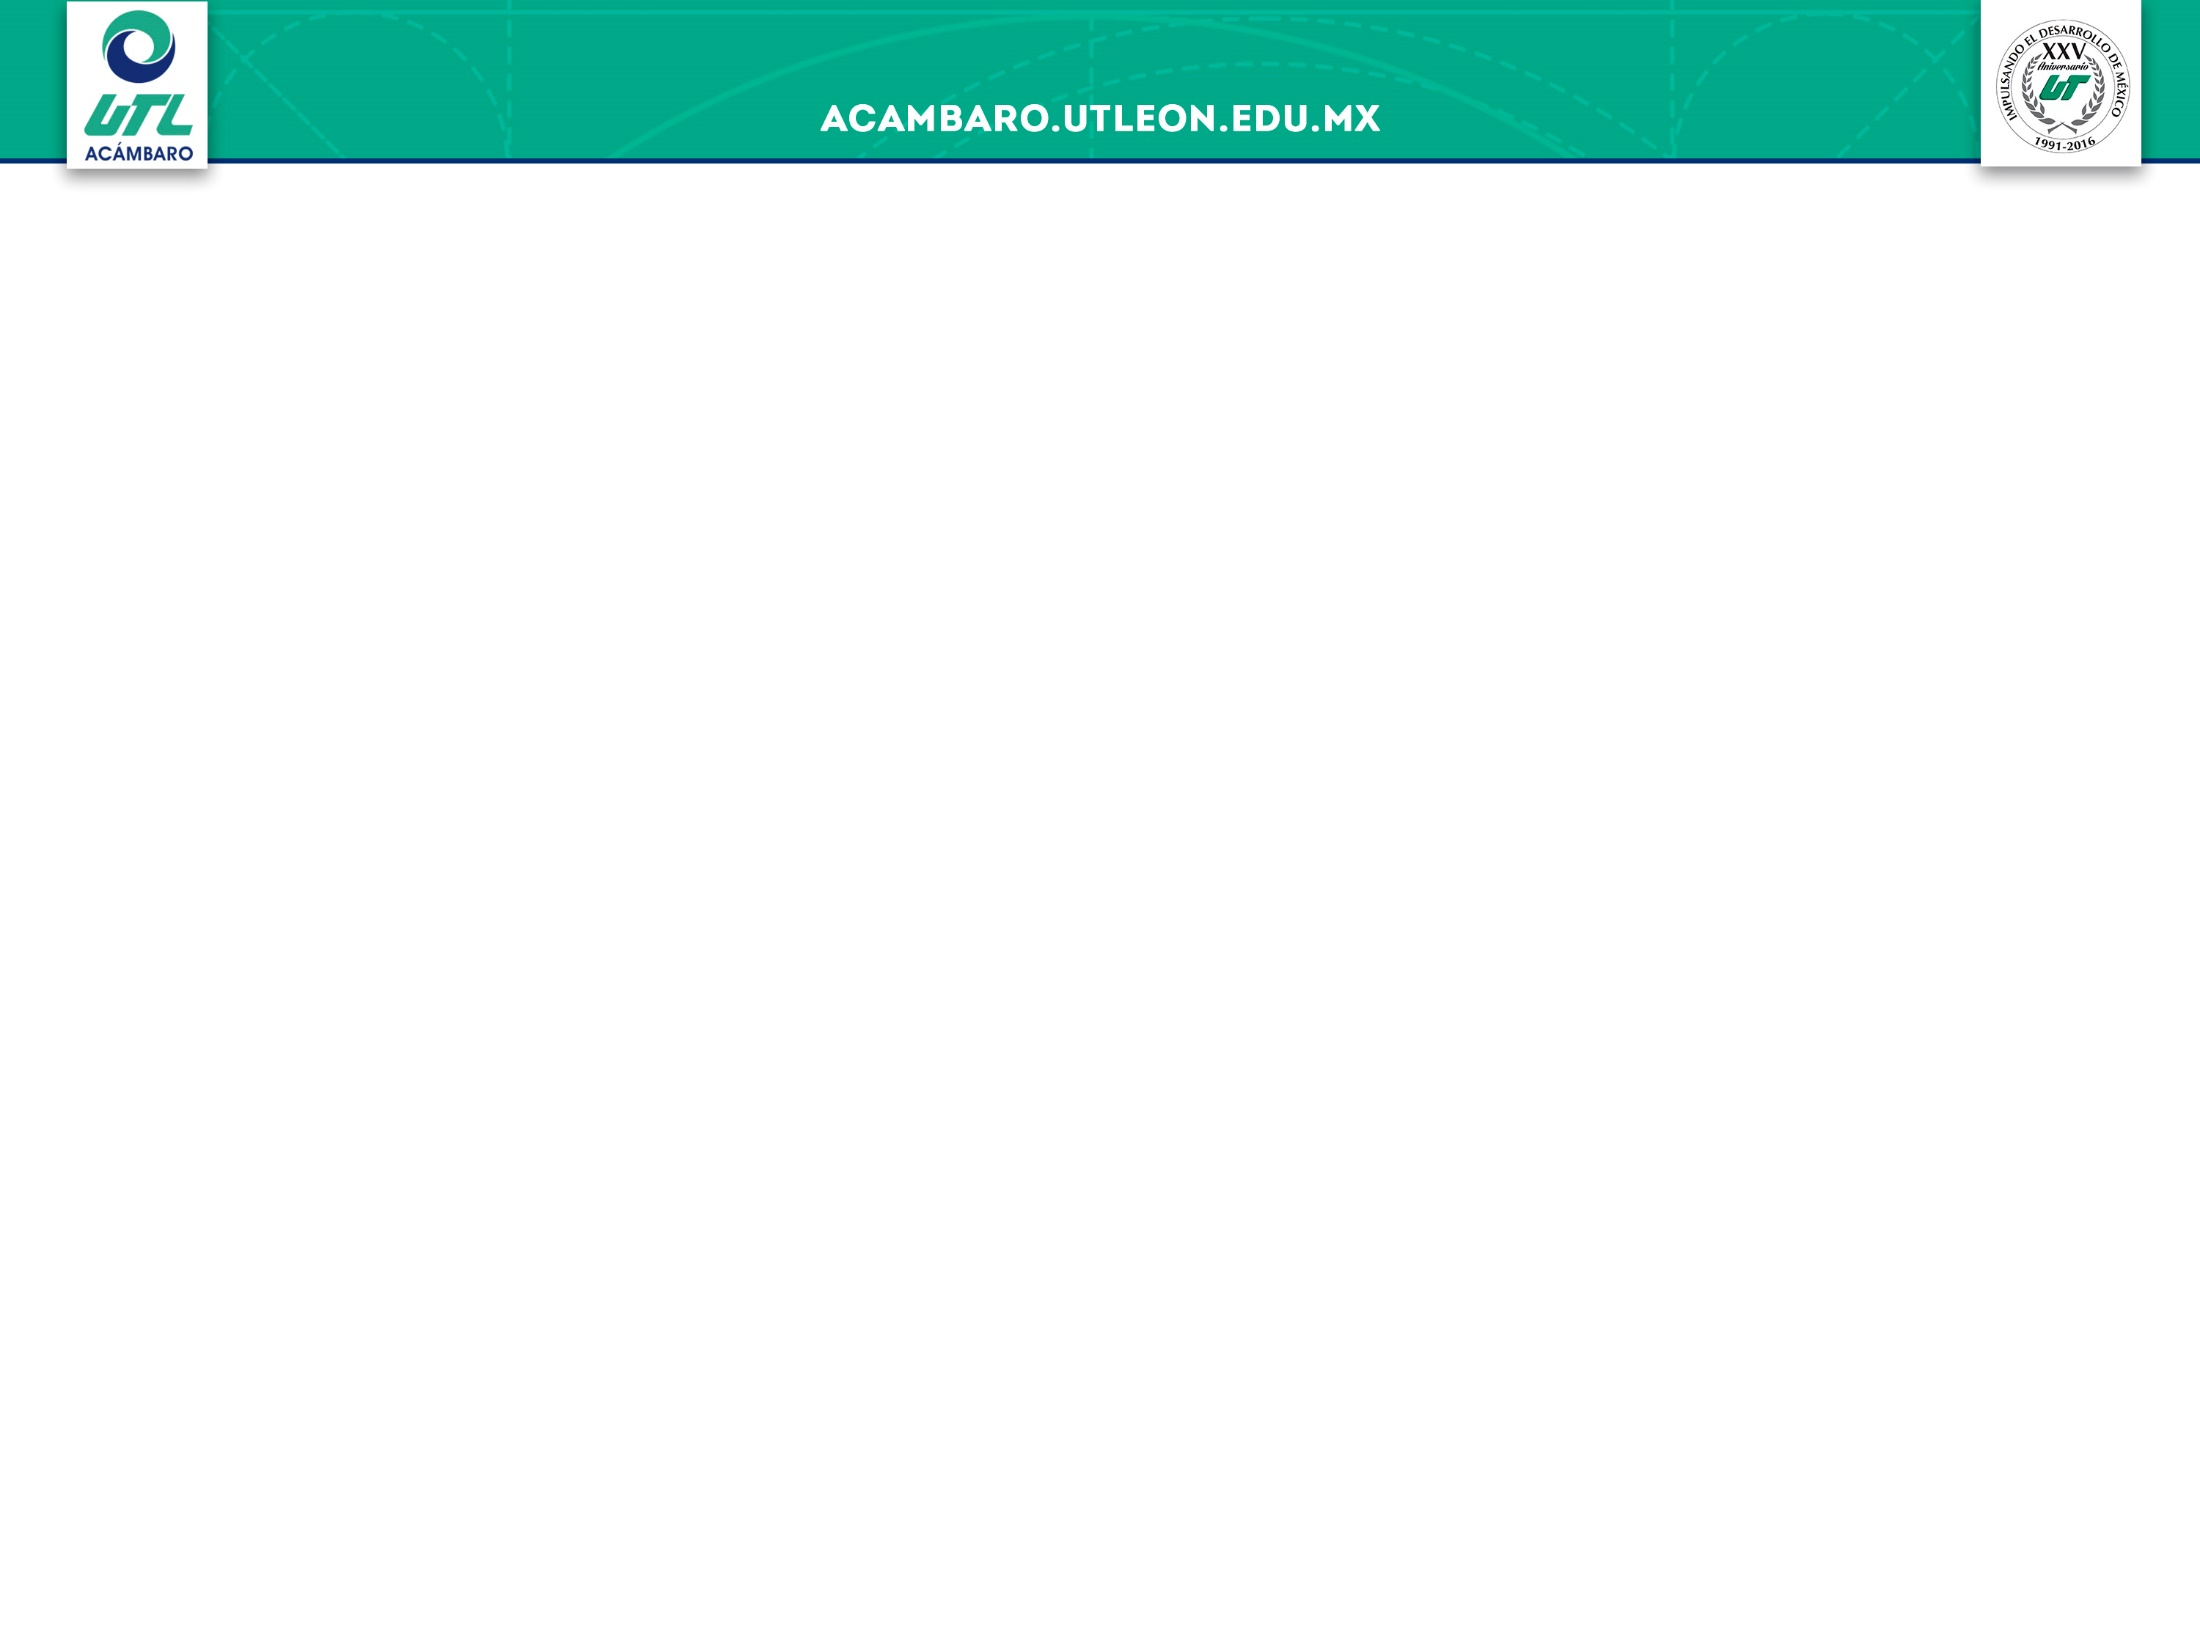 UTL
ACÁMBARO
ACAMBARO.UTLEON.EDU.MX
IMPULSANDO EL DESARROLLO DE MÉXICO
XXV
Aniversario
UT
1991-2016